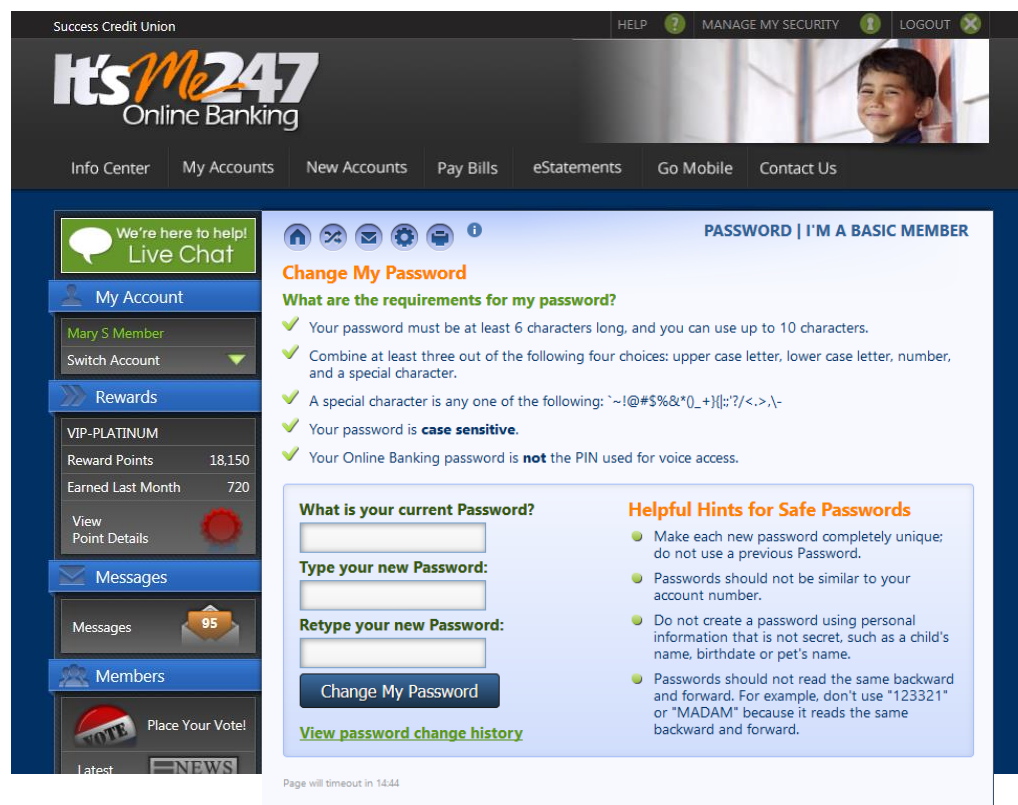 Success Credit Union
HELP ? MANAGE MY SECURITY LOGOUT
It's Me 247
Online Banking
Info Center My Accounts New Accounts Pay Bills eStatements Go Mobile Contact Us
We're here to help!
Live Chat
My Account
Mary S Member
Switch Account
Rewards
VIP-PLATINUM
Reward Points 18,150
Earned Last Month 720
View
Point Details
Messages
Messages 95
Members
VOTE Place Your Vote!
Latest NEWS
i
PASSWORD | I'M A BASIC MEMBER
Change My Password
What are the requirements for my password?
Your password must be at least 6 characters long, and you can use up to 10 characters.
Combine at least three out of the following four choices: upper case letter, lower case letter, number,
and a special character.
A special character is any one of the following: `~!@#$%&*()_+}{|:;'?/<.>,\-
Your password is case sensitive.
Your Online Banking password is not the PIN used for voice access.
What is your current Password?
Type your new Password:
Retype your new Password:
Change My Password
View password change history
Helpful Hints for Safe Passwords
Make each new password completely unique;
do not use a previous Password.
Passwords should not be similar to your
account number.
Do not create a password using personal
information that is not secret, such as a child's
name, birthdate or pet's name.
Passwords should not read the same backward
and forward. For example, don't use "123321"
or "MADAM" because it reads the same
backward and forward.
Page will timeout in 14:44